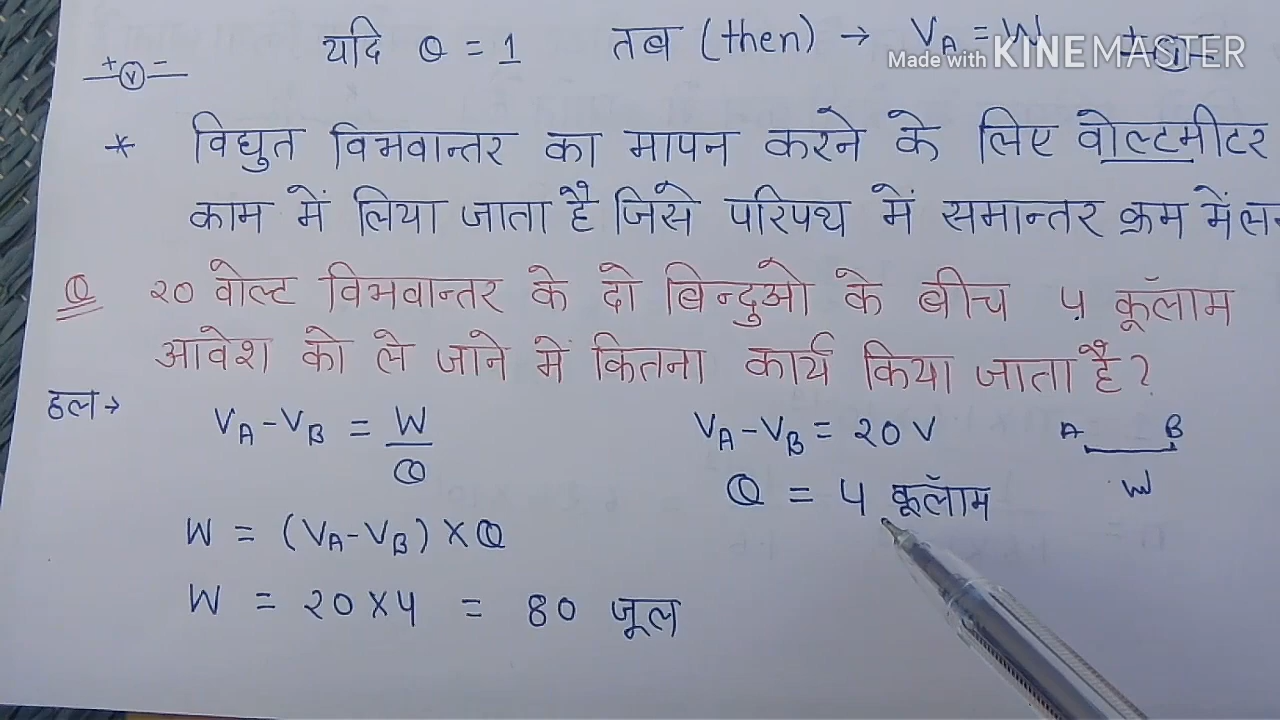 यदि Q = 1 तब (then) → VA = W
Made with KINEMASTER
+ V -
* विद्युत विभवान्तर का मापन करने के लिए वोल्टमीटर
काम में लिया जाता है जिसे परिपथ में समान्तर क्रम में
Q 20 वोल्ट विभवान्तर के दो बिन्दुओ के बीच 4 कूलॉम
आवेश को ले जाने में कितना कार्य किया जाता है?
हल →
VA - VB = W/Q VA - VB = 20 V A B
Q = 4 कूलॉम W
W = (VA - VB) × Q
W = 20 × 4 = 80 जूल